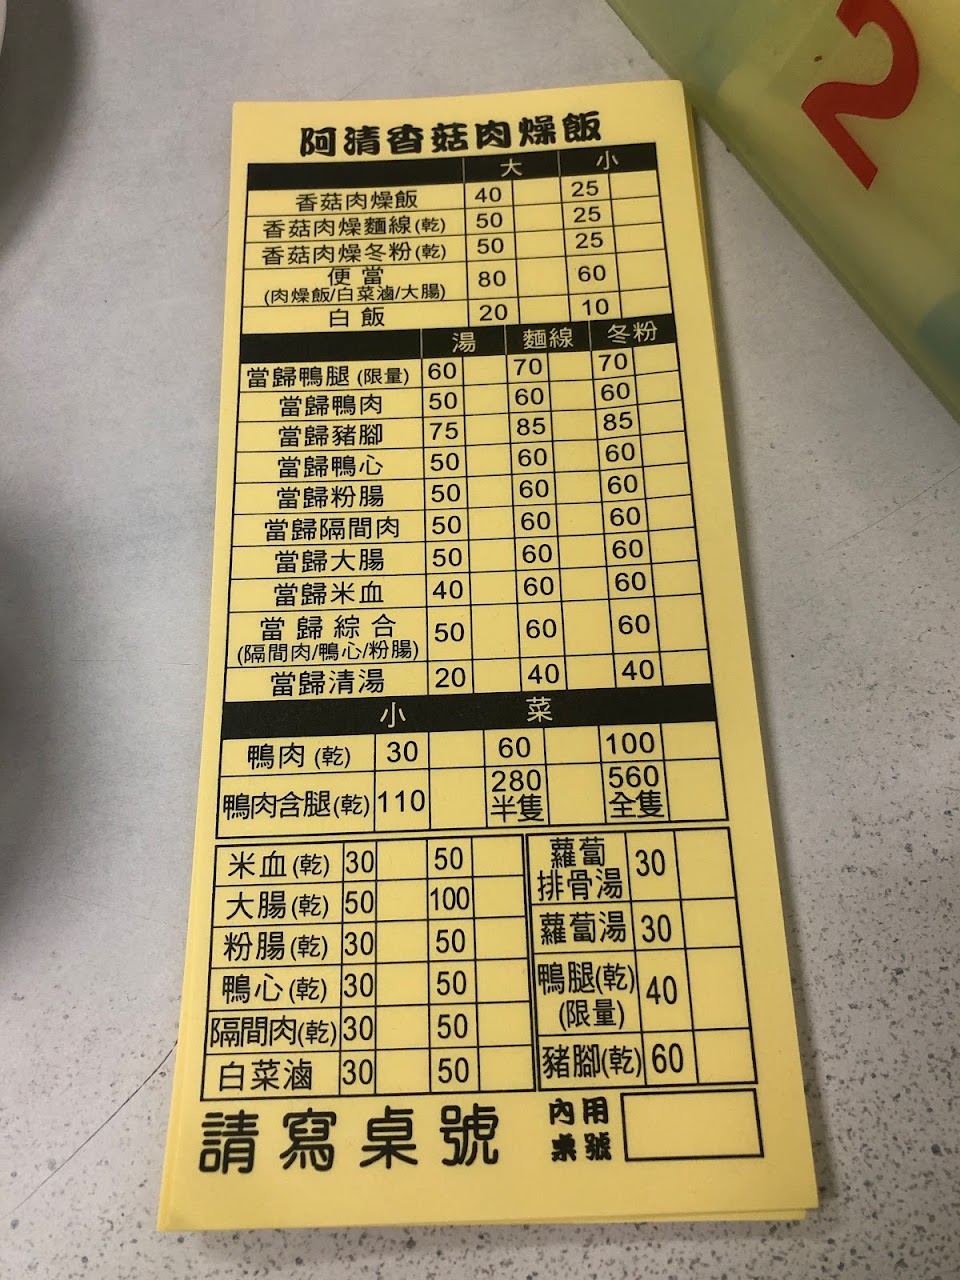 2
阿清香菇肉燥飯
大 小
香菇肉燥飯 40 25
香菇肉燥麵線(乾) 50 25
香菇肉燥冬粉(乾) 50 25
便當 80 60
(肉燥飯/白菜滷/大腸)
白飯 20 10
湯 麵線 冬粉
當歸鴨腿(限量) 60 70 70
當歸鴨肉 50 60 60
當歸豬腳 75 85 85
當歸鴨心 50 60 60
當歸粉腸 50 60 60
當歸隔間肉 50 60 60
當歸大腸 50 60 60
當歸米血 40 60 60
當歸綜合 50 60 60
(隔間肉/鴨心/粉腸)
當歸清湯 20 40 40
小菜
鴨肉(乾) 30 60 100
鴨肉含腿(乾) 110 280 560
半隻 全隻
米血(乾) 30 50
大腸(乾) 50 100
粉腸(乾) 30 50
鴨心(乾) 30 50
隔間肉(乾) 30 50
白菜滷 30 50
蘿蔔
排骨湯 30
蘿蔔湯 30
鴨腿(乾) 40
(限量)
豬腳(乾) 60
請寫桌號
內用
桌號